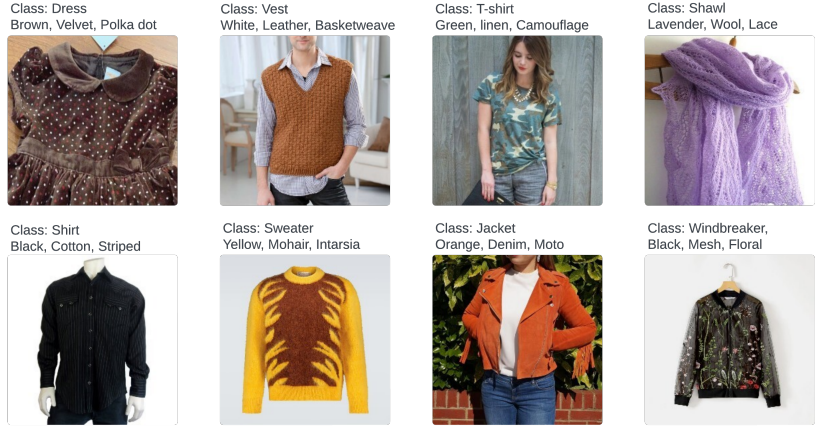 Class: Dress
Brown, Velvet, Polka dot
Class: Vest
White, Leather, Basketweave
Class: T-shirt
Green, linen, Camouflage
Class: Shawl
Lavender, Wool, Lace
Class: Shirt
Black, Cotton, Striped
Class: Sweater
Yellow, Mohair, Intarsia
Class: Jacket
Orange, Denim, Moto
Class: Windbreaker,
Black, Mesh, Floral